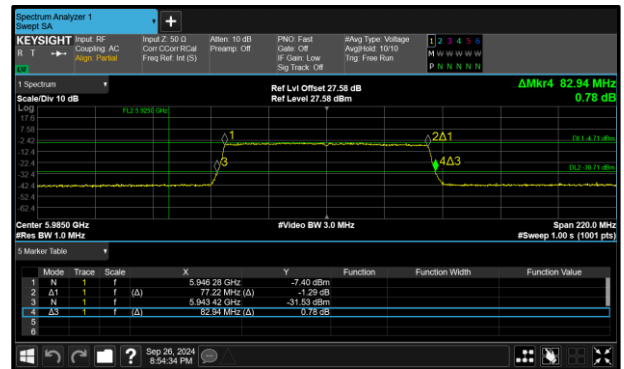 Spectrum Analyzer 1
Swept SA
KEYSIGHT
R T
Input: RF
Coupling: AC
Align: Partial
Input Z: 50 Ω
Corr CCorr RCal
Freq Ref: Int (S)
Atten: 10 dB
Preamp: Off
PNO: Fast
Gate: Off
IF Gain: Low
Sig Track: Off
#Avg Type: Voltage
Avg|Hold: 10/10
Trig: Free Run
1 2 3 4 5 6
M W W W W W
P N N N N N
1 Spectrum
Scale/Div 10 dB
Log
Ref Lvl Offset 27.58 dB
Ref Level 27.58 dBm
ΔMkr4 82.94 MHz
0.78 dB
17.6
7.58
-2.42
-12.4
-22.4
-32.4
-42.4
-52.4
-62.4
FL2 5.9250 GHz
1
2Δ1
3
4Δ3
DL1 -4.71 dBm
DL2 -30.71 dBm
Center 5.9850 GHz
#Res BW 1.0 MHz
#Video BW 3.0 MHz
Span 220.0 MHz
#Sweep 1.00 s (1001 pts)
5 Marker Table
Mode Trace Scale X Y Function Function Width Function Value
1 N 1 f 5.946 28 GHz -7.40 dBm
2 Δ1 1 f (Δ) 77.22 MHz (Δ) -1.29 dB
3 N 1 f 5.943 42 GHz -31.53 dBm
4 Δ3 1 f (Δ) 82.94 MHz (Δ) 0.78 dB
5
6
?
Sep 26, 2024
8:54:34 PM